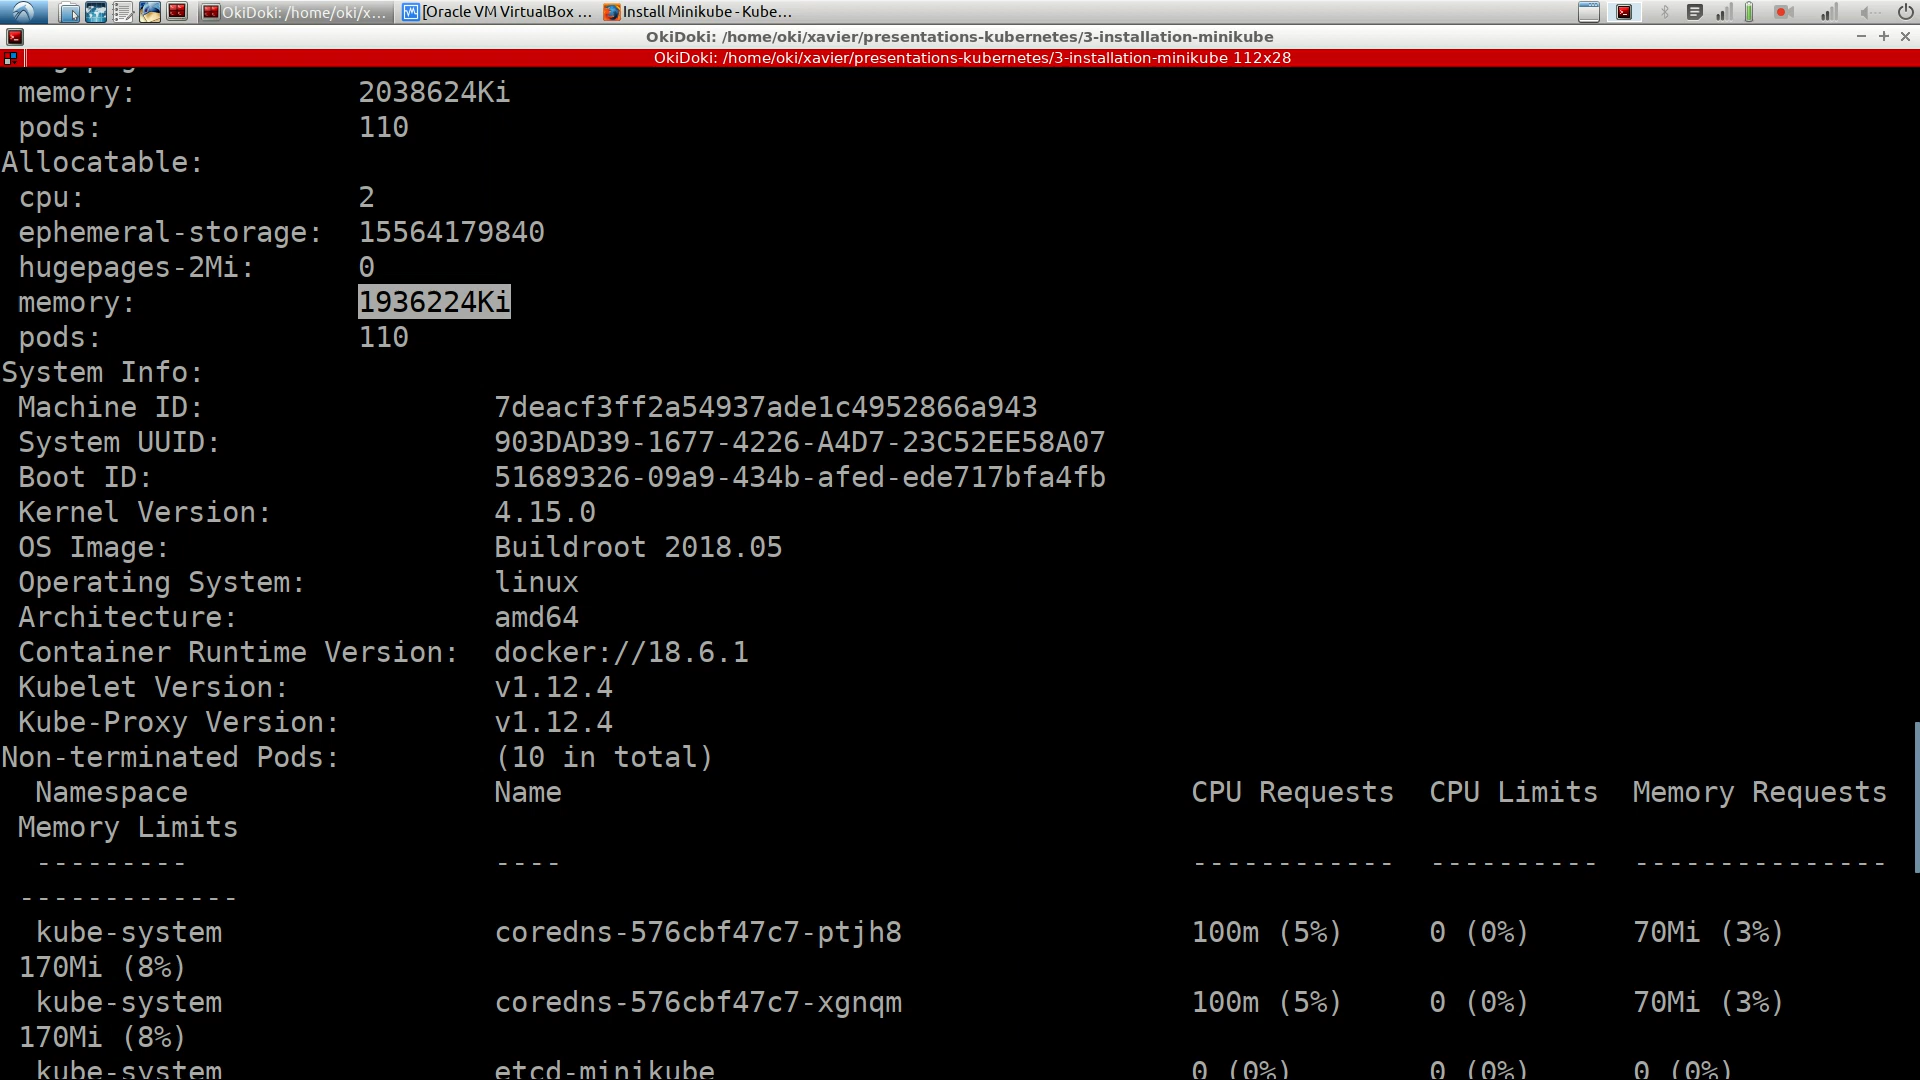 OkiDoki: /home/oki/x... [Oracle VM VirtualBox ... Install Minikube - Kube...
OkiDoki: /home/oki/xavier/presentations-kubernetes/3-installation-minikube
OkiDoki: /home/oki/xavier/presentations-kubernetes/3-installation-minikube 112x28
memory: 2038624Ki
pods: 110
Allocatable:
cpu: 2
ephemeral-storage: 15564179840
hugepages-2Mi: 0
memory: 1936224Ki
pods: 110
System Info:
Machine ID: 7deacf3ff2a54937ade1c4952866a943
System UUID: 903DAD39-1677-4226-A4D7-23C52EE58A07
Boot ID: 51689326-09a9-434b-afed-ede717bfa4fb
Kernel Version: 4.15.0
OS Image: Buildroot 2018.05
Operating System: linux
Architecture: amd64
Container Runtime Version: docker://18.6.1
Kubelet Version: v1.12.4
Kube-Proxy Version: v1.12.4
Non-terminated Pods: (10 in total)
Namespace Name CPU Requests CPU Limits Memory Requests
Memory Limits
--------- ---- ------------ ---------- ---------------
-------------
kube-system coredns-576cbf47c7-ptjh8 100m (5%) 0 (0%) 70Mi (3%)
170Mi (8%)
kube-system coredns-576cbf47c7-xgnqm 100m (5%) 0 (0%) 70Mi (3%)
170Mi (8%)
kube-system etcd-minikube 0 (0%) 0 (0%) 0 (0%)